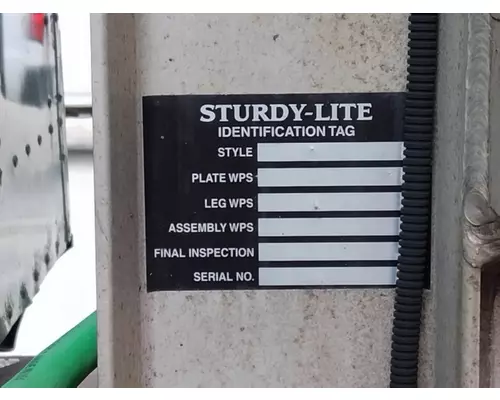 STURDY-LITE
IDENTIFICATION TAG
STYLE
PLATE WPS
LEG WPS
ASSEMBLY WPS
FINAL INSPECTION
SERIAL NO.